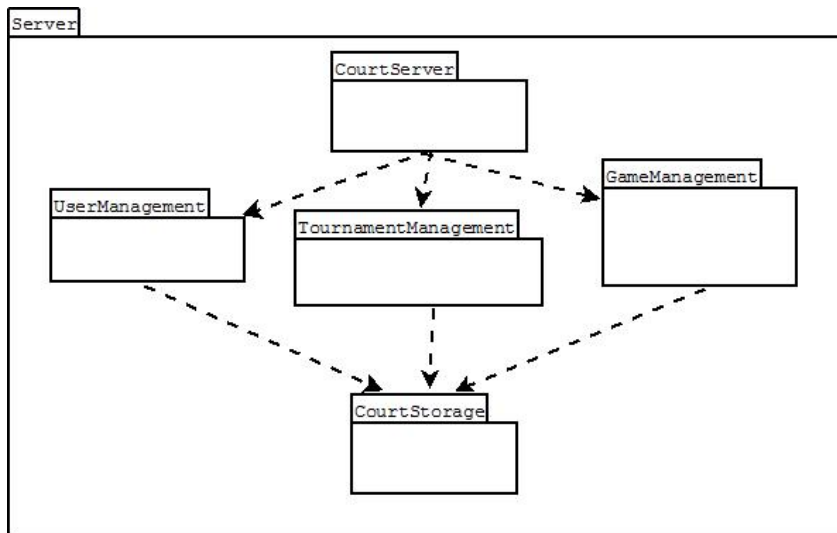 Server
CourtServer
GameManagement
UserManagement
TournamentManagement
CourtStorage